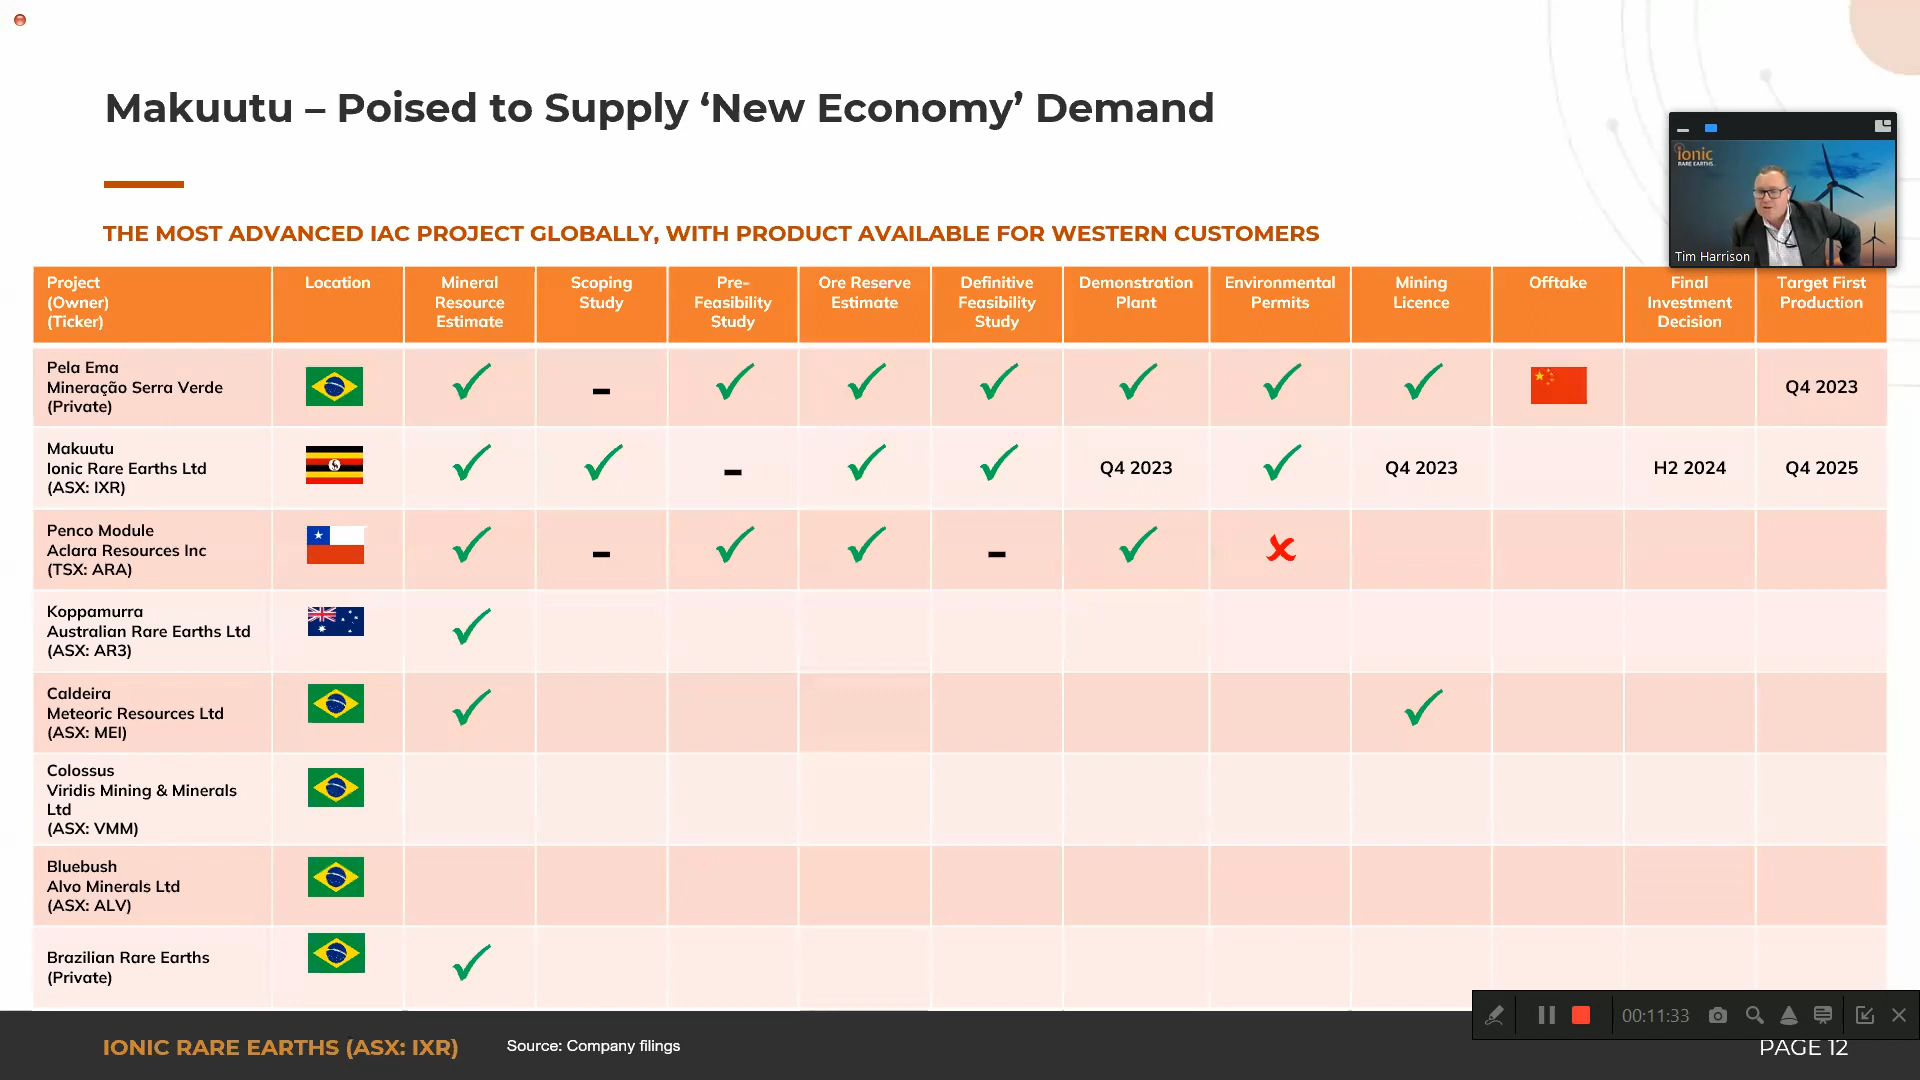 Makuutu – Poised to Supply ‘New Economy’ Demand
ionic
RARE EARTHS
Tim Harrison
THE MOST ADVANCED IAC PROJECT GLOBALLY, WITH PRODUCT AVAILABLE FOR WESTERN CUSTOMERS
Project
(Owner)
(Ticker)
Location
Mineral
Resource
Estimate
Scoping
Study
Pre-
Feasibility
Study
Ore Reserve
Estimate
Definitive
Feasibility
Study
Demonstration
Plant
Environmental
Permits
Mining
Licence
Offtake
Final
Investment
Decision
Target First
Production
Pela Ema
Mineração Serra Verde
(Private)
-
Q4 2023
Makuutu
Ionic Rare Earths Ltd
(ASX: IXR)
-
Q4 2023
Q4 2023
H2 2024
Q4 2025
Penco Module
Aclara Resources Inc
(TSX: ARA)
-
-
Koppamurra
Australian Rare Earths Ltd
(ASX: AR3)
Caldeira
Meteoric Resources Ltd
(ASX: MEI)
Colossus
Viridis Mining & Minerals
Ltd
(ASX: VMM)
Bluebush
Alvo Minerals Ltd
(ASX: ALV)
Brazilian Rare Earths
(Private)
00:11:33
IONIC RARE EARTHS (ASX: IXR)
Source: Company filings
PAGE 12